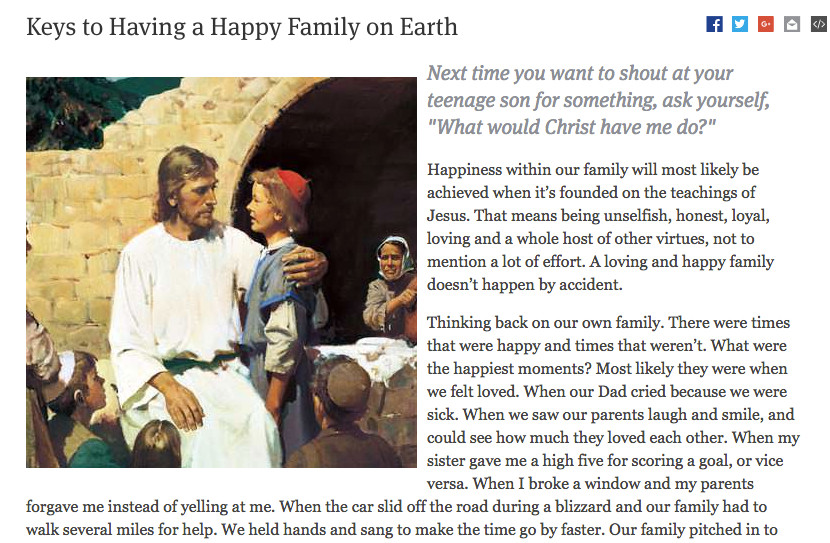 Keys to Having a Happy Family on Earth
Next time you want to shout at your
teenage son for something, ask yourself,
"What would Christ have me do?"
Happiness within our family will most likely be
achieved when it’s founded on the teachings of
Jesus. That means being unselfish, honest, loyal,
loving and a whole host of other virtues, not to
mention a lot of effort. A loving and happy family
doesn’t happen by accident.
Thinking back on our own family. There were times
that were happy and times that weren’t. What were
the happiest moments? Most likely they were when
we felt loved. When our Dad cried because we were
sick. When we saw our parents laugh and smile, and
could see how much they loved each other. When my
sister gave me a high five for scoring a goal, or vice
versa. When I broke a window and my parents
forgave me instead of yelling at me. When the car slid off the road during a blizzard and our family had to
walk several miles for help. We held hands and sang to make the time go by faster. Our family pitched in to